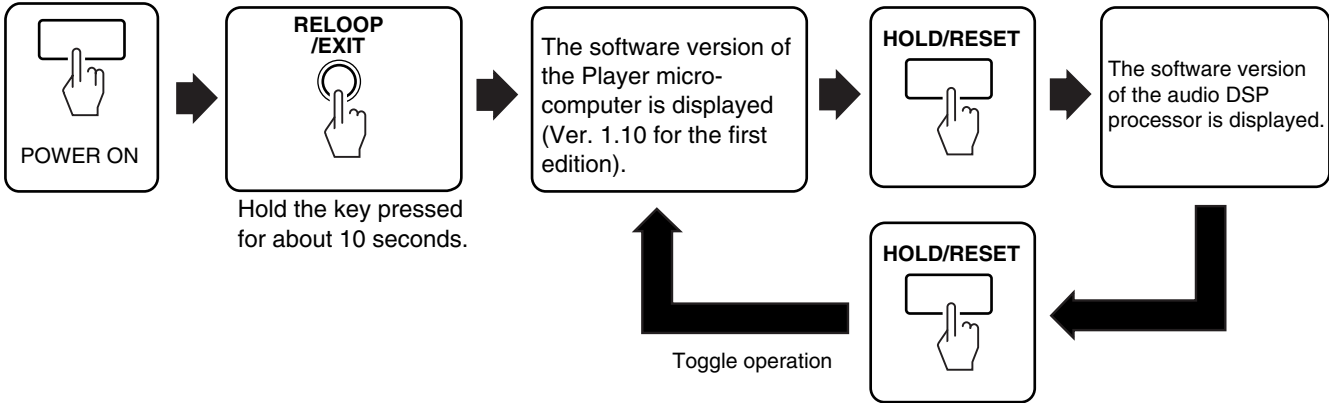 POWER ON
RELOOP
/EXIT
Hold the key pressed
for about 10 seconds.
The software version of
the Player micro-
computer is displayed
(Ver. 1.10 for the first
edition).
HOLD/RESET
The software version
of the audio DSP
processor is displayed.
HOLD/RESET
Toggle operation